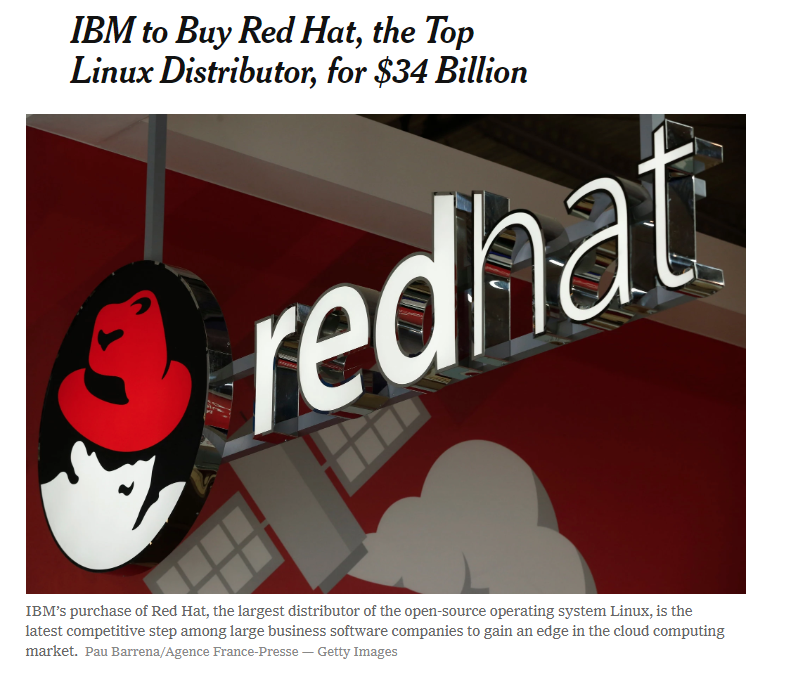 IBM to Buy Red Hat, the Top
Linux Distributor, for $34 Billion
redhat
IBM's purchase of Red Hat, the largest distributor of the open-source operating system Linux, is the
latest competitive step among large business software companies to gain an edge in the cloud computing
market. Pau Barrena/Agence France-Presse — Getty Images